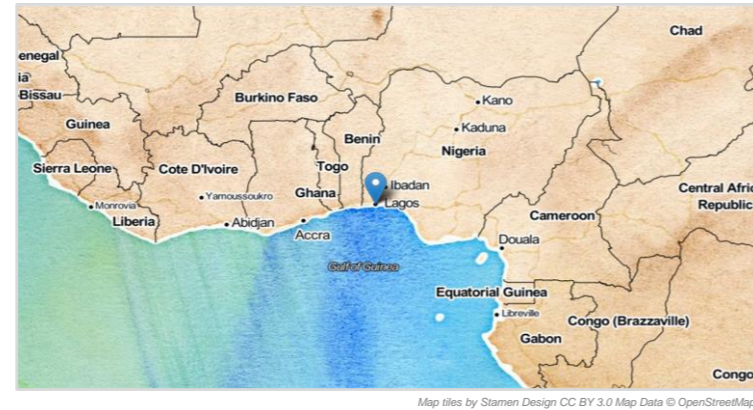 Chad
enegal
ia
Bissau
Burkino Faso
Kano
Guinea
Kaduna
Benin
Nigeria
Sierra Leone
Cote D'Ivoire
Togo
Ibadan
Ghana
Central Afric
Republic
Yamoussoukro
Lagos
Monrovia
Liberia
Abidjan
Cameroon
Accra
Douala
Gulf of Guinea
Equatorial Guinea
Libreville
Congo (Brazzaville)
Gabon
Congo
Map tiles by Stamen Design CC BY 3.0 Map Data © OpenStreetMap